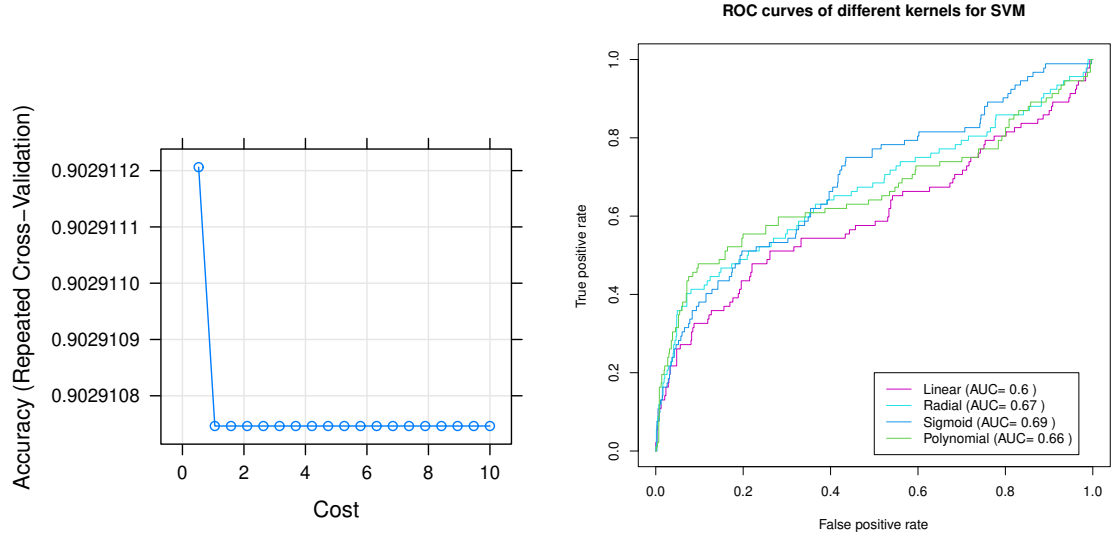 Accuracy (Repeated Cross−Validation)
0.9029112
0.9029111
0.9029110
0.9029109
0.9029108
0 2 4 6 8 10
Cost
ROC curves of different kernels for SVM
True positive rate
1.0
0.8
0.6
0.4
0.2
0.0
Linear (AUC= 0.6 )
Radial (AUC= 0.67 )
Sigmoid (AUC= 0.69 )
Polynomial (AUC= 0.66 )
0.0 0.2 0.4 0.6 0.8 1.0
False positive rate